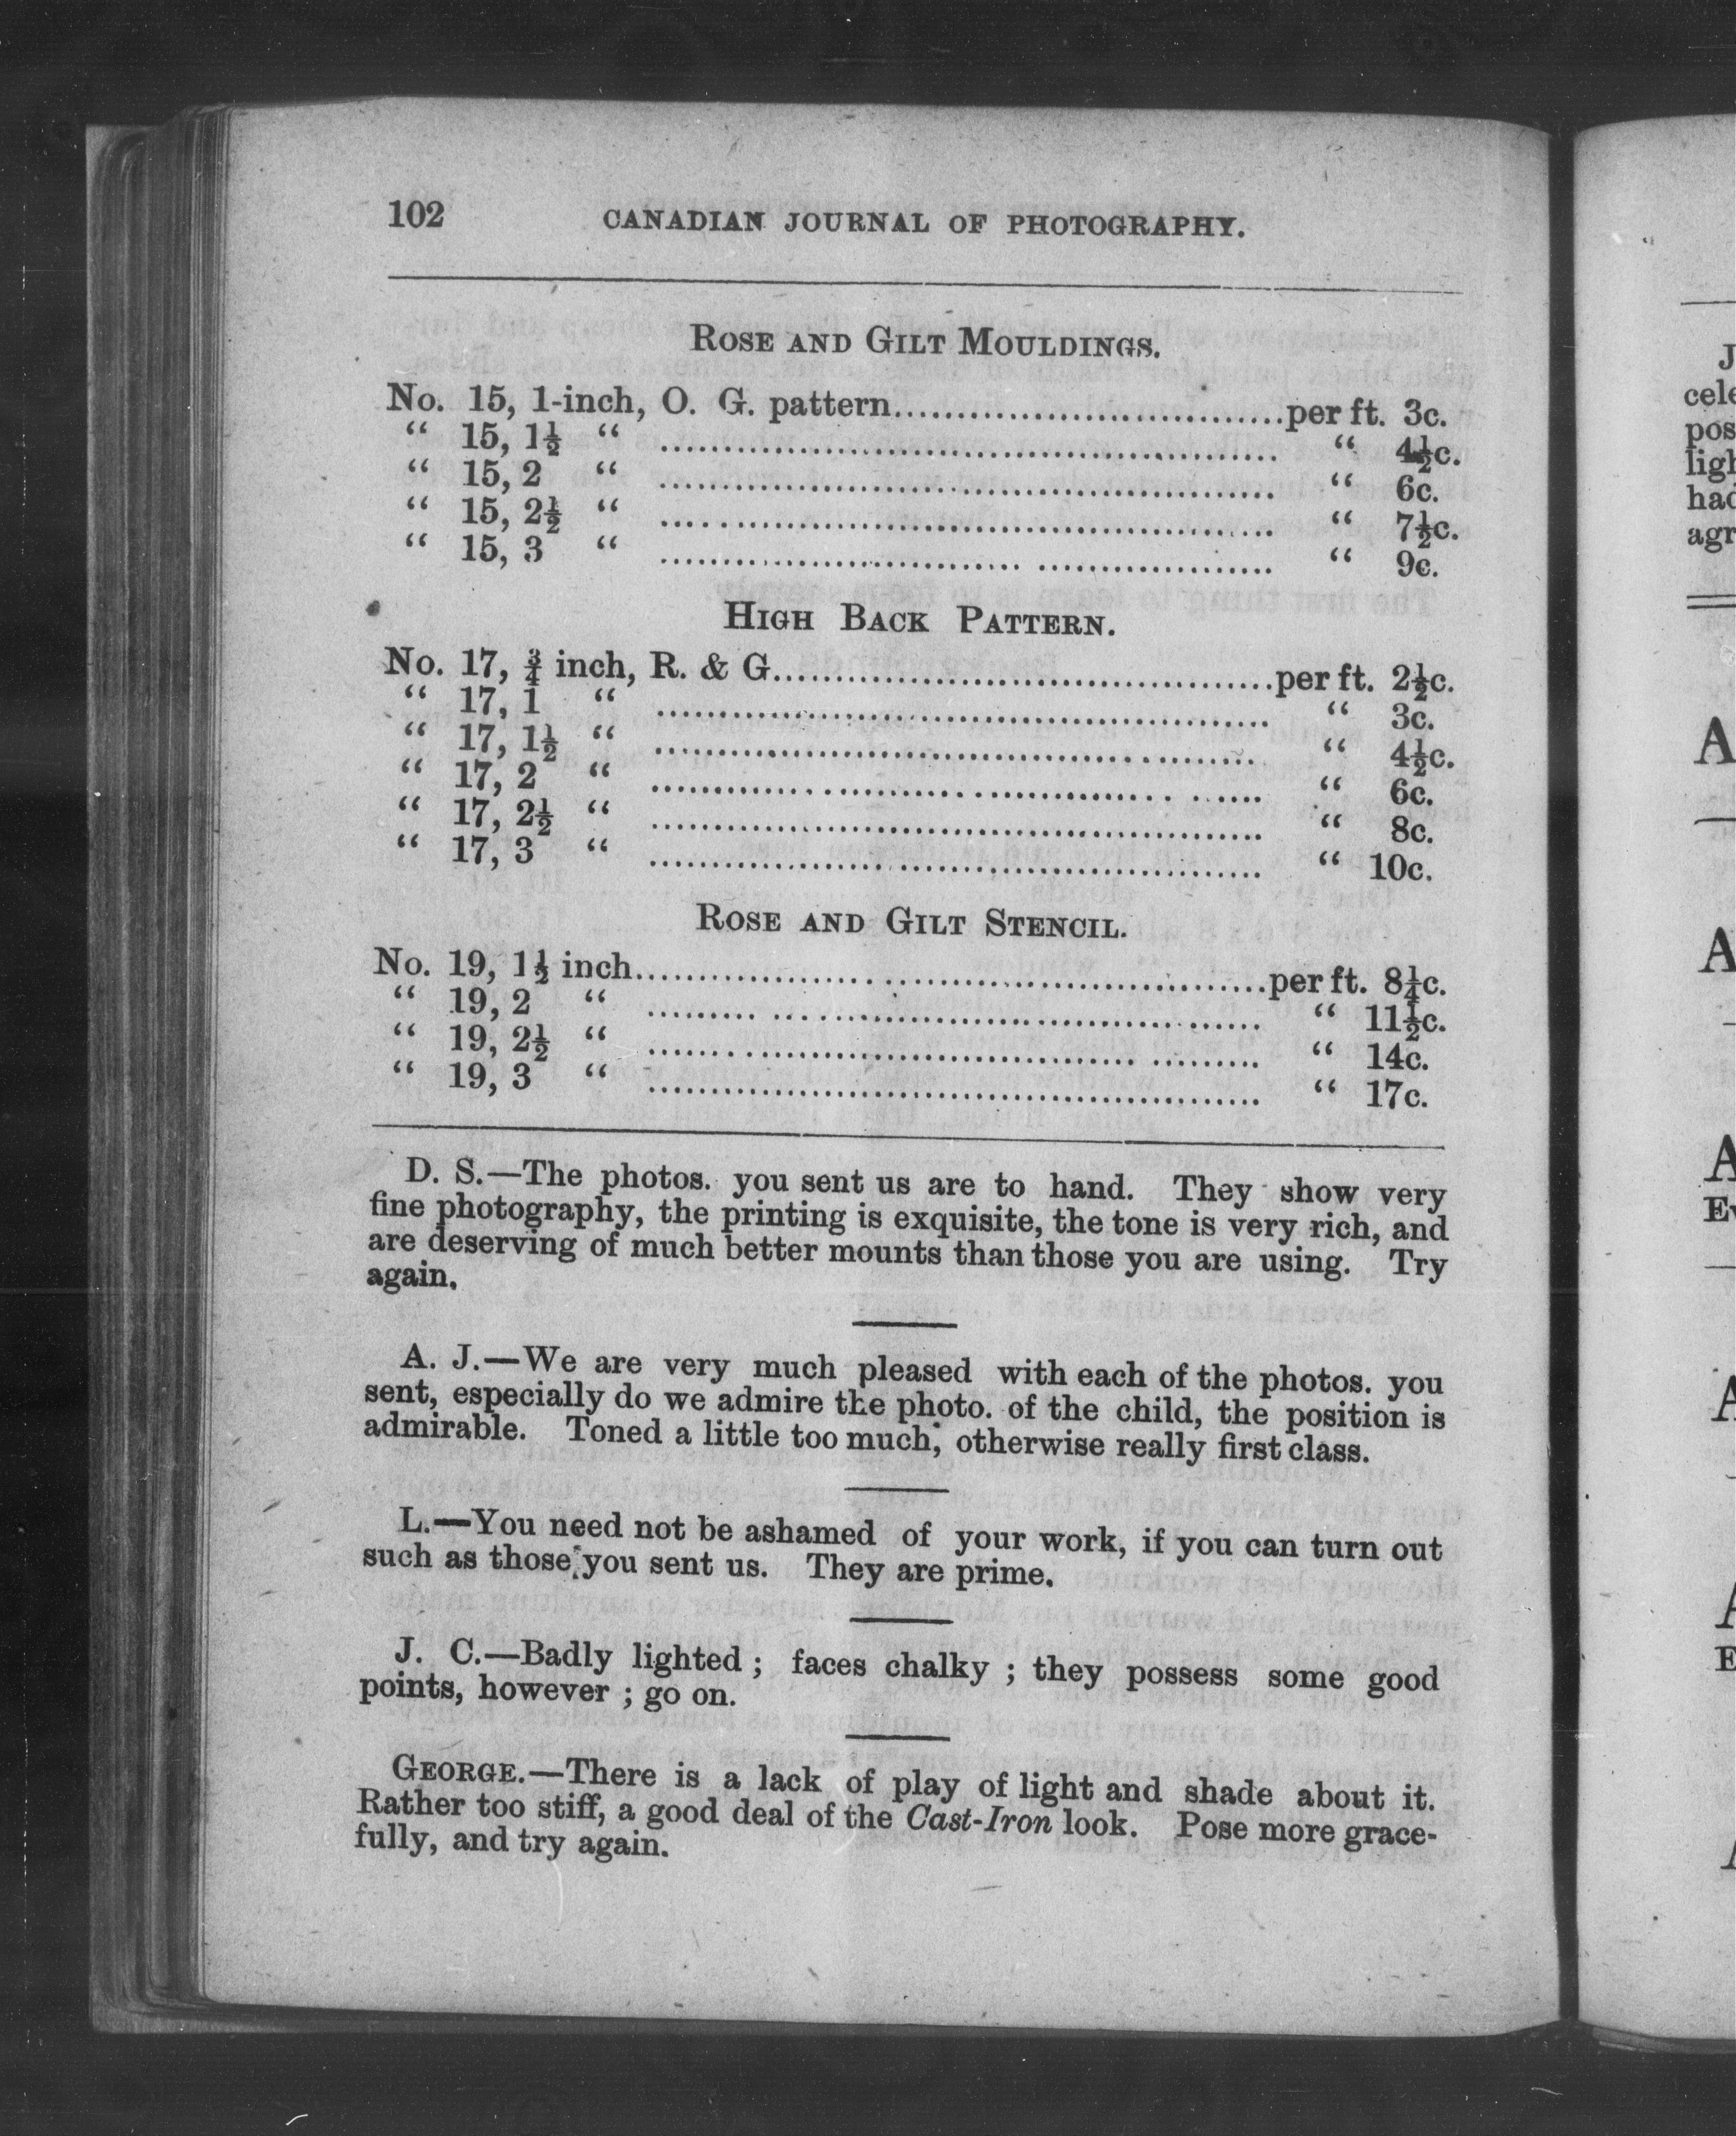 102 CANADIAN JOURNAL OF PHOTOGRAPHY.
ROSE AND GILT MOULDINGS.
No. 15, 1-inch, O. G. pattern................................per ft. 3c.
“ 15, 1½ “ ................................ “ 4½c.
“ 15, 2 “ ................................ “ 6c.
“ 15, 2½ “ ................................ “ 7½c.
“ 15, 3 “ ................................ “ 9c.
HIGH BACK PATTERN.
No. 17, ¾ inch, R. & G................................per ft. 2½c.
“ 17, 1 “ ................................ “ 3c.
“ 17, 1½ “ ................................ “ 4½c.
“ 17, 2 “ ................................ “ 6c.
“ 17, 2½ “ ................................ “ 8c.
“ 17, 3 “ ................................ “ 10c.
ROSE AND GILT STENCIL.
No. 19, 1½ inch................................per ft. 8¼c.
“ 19, 2 “ ................................ “ 11½c.
“ 19, 2½ “ ................................ “ 14c.
“ 19, 3 “ ................................ “ 17c.
D. S.—The photos. you sent us are to hand. They show very
fine photography, the printing is exquisite, the tone is very rich, and
are deserving of much better mounts than those you are using. Try
again.
A. J.—We are very much pleased with each of the photos. you
sent, especially do we admire the photo. of the child, the position is
admirable. Toned a little too much, otherwise really first class.
L.—You need not be ashamed of your work, if you can turn out
such as those you sent us. They are prime.
J. C.—Badly lighted ; faces chalky ; they possess some good
points, however ; go on.
GEORGE.—There is a lack of play of light and shade about it.
Rather too stiff, a good deal of the Cast-Iron look. Pose more grace-
fully, and try again.